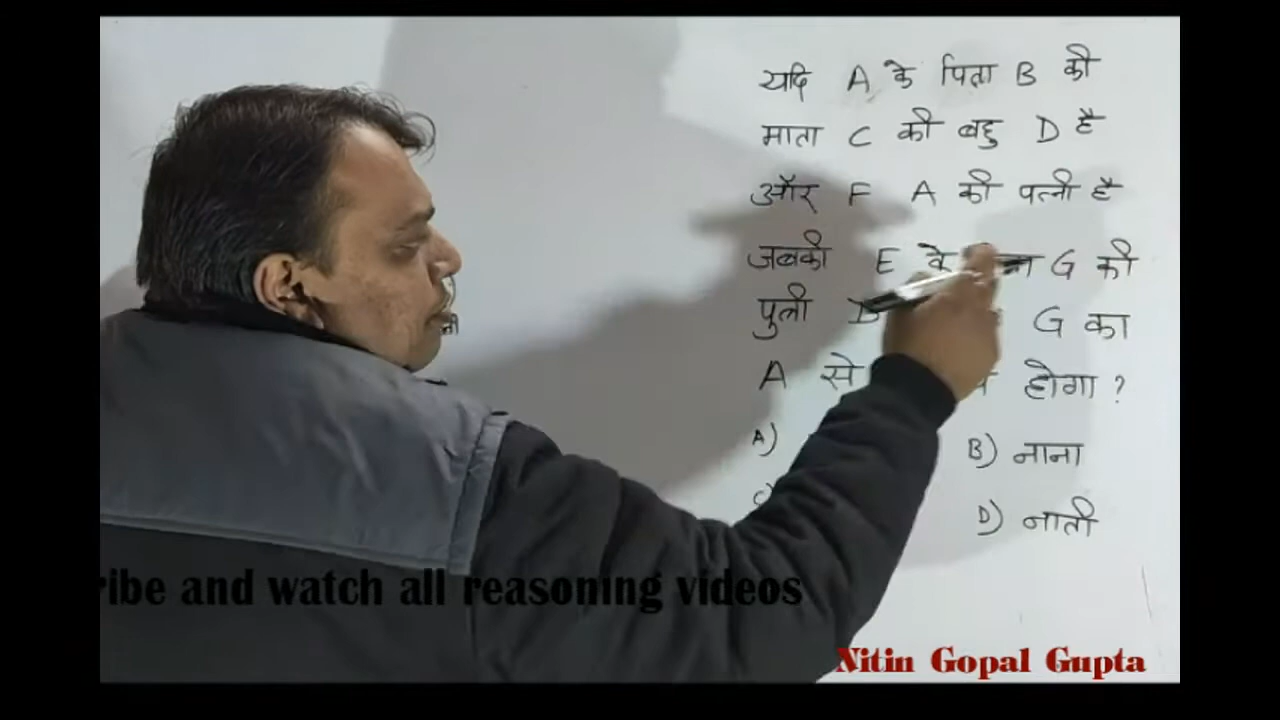 यदि A के पिता B की
माता C की बहु D है
और F A की पत्नी है
जबकी E के G की
पुत्री D G का
A से होगा ?
A) B) नाना
C) D) नाती
ribe and watch all reasoning videos
Nitin Gopal Gupta